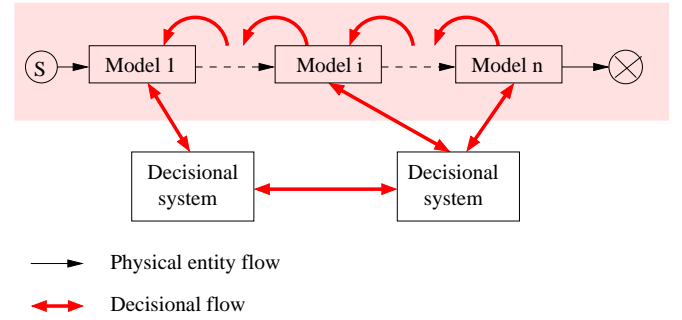 S
Model 1
Model i
Model n
Decisional
system
Decisional
system
Physical entity flow
Decisional flow